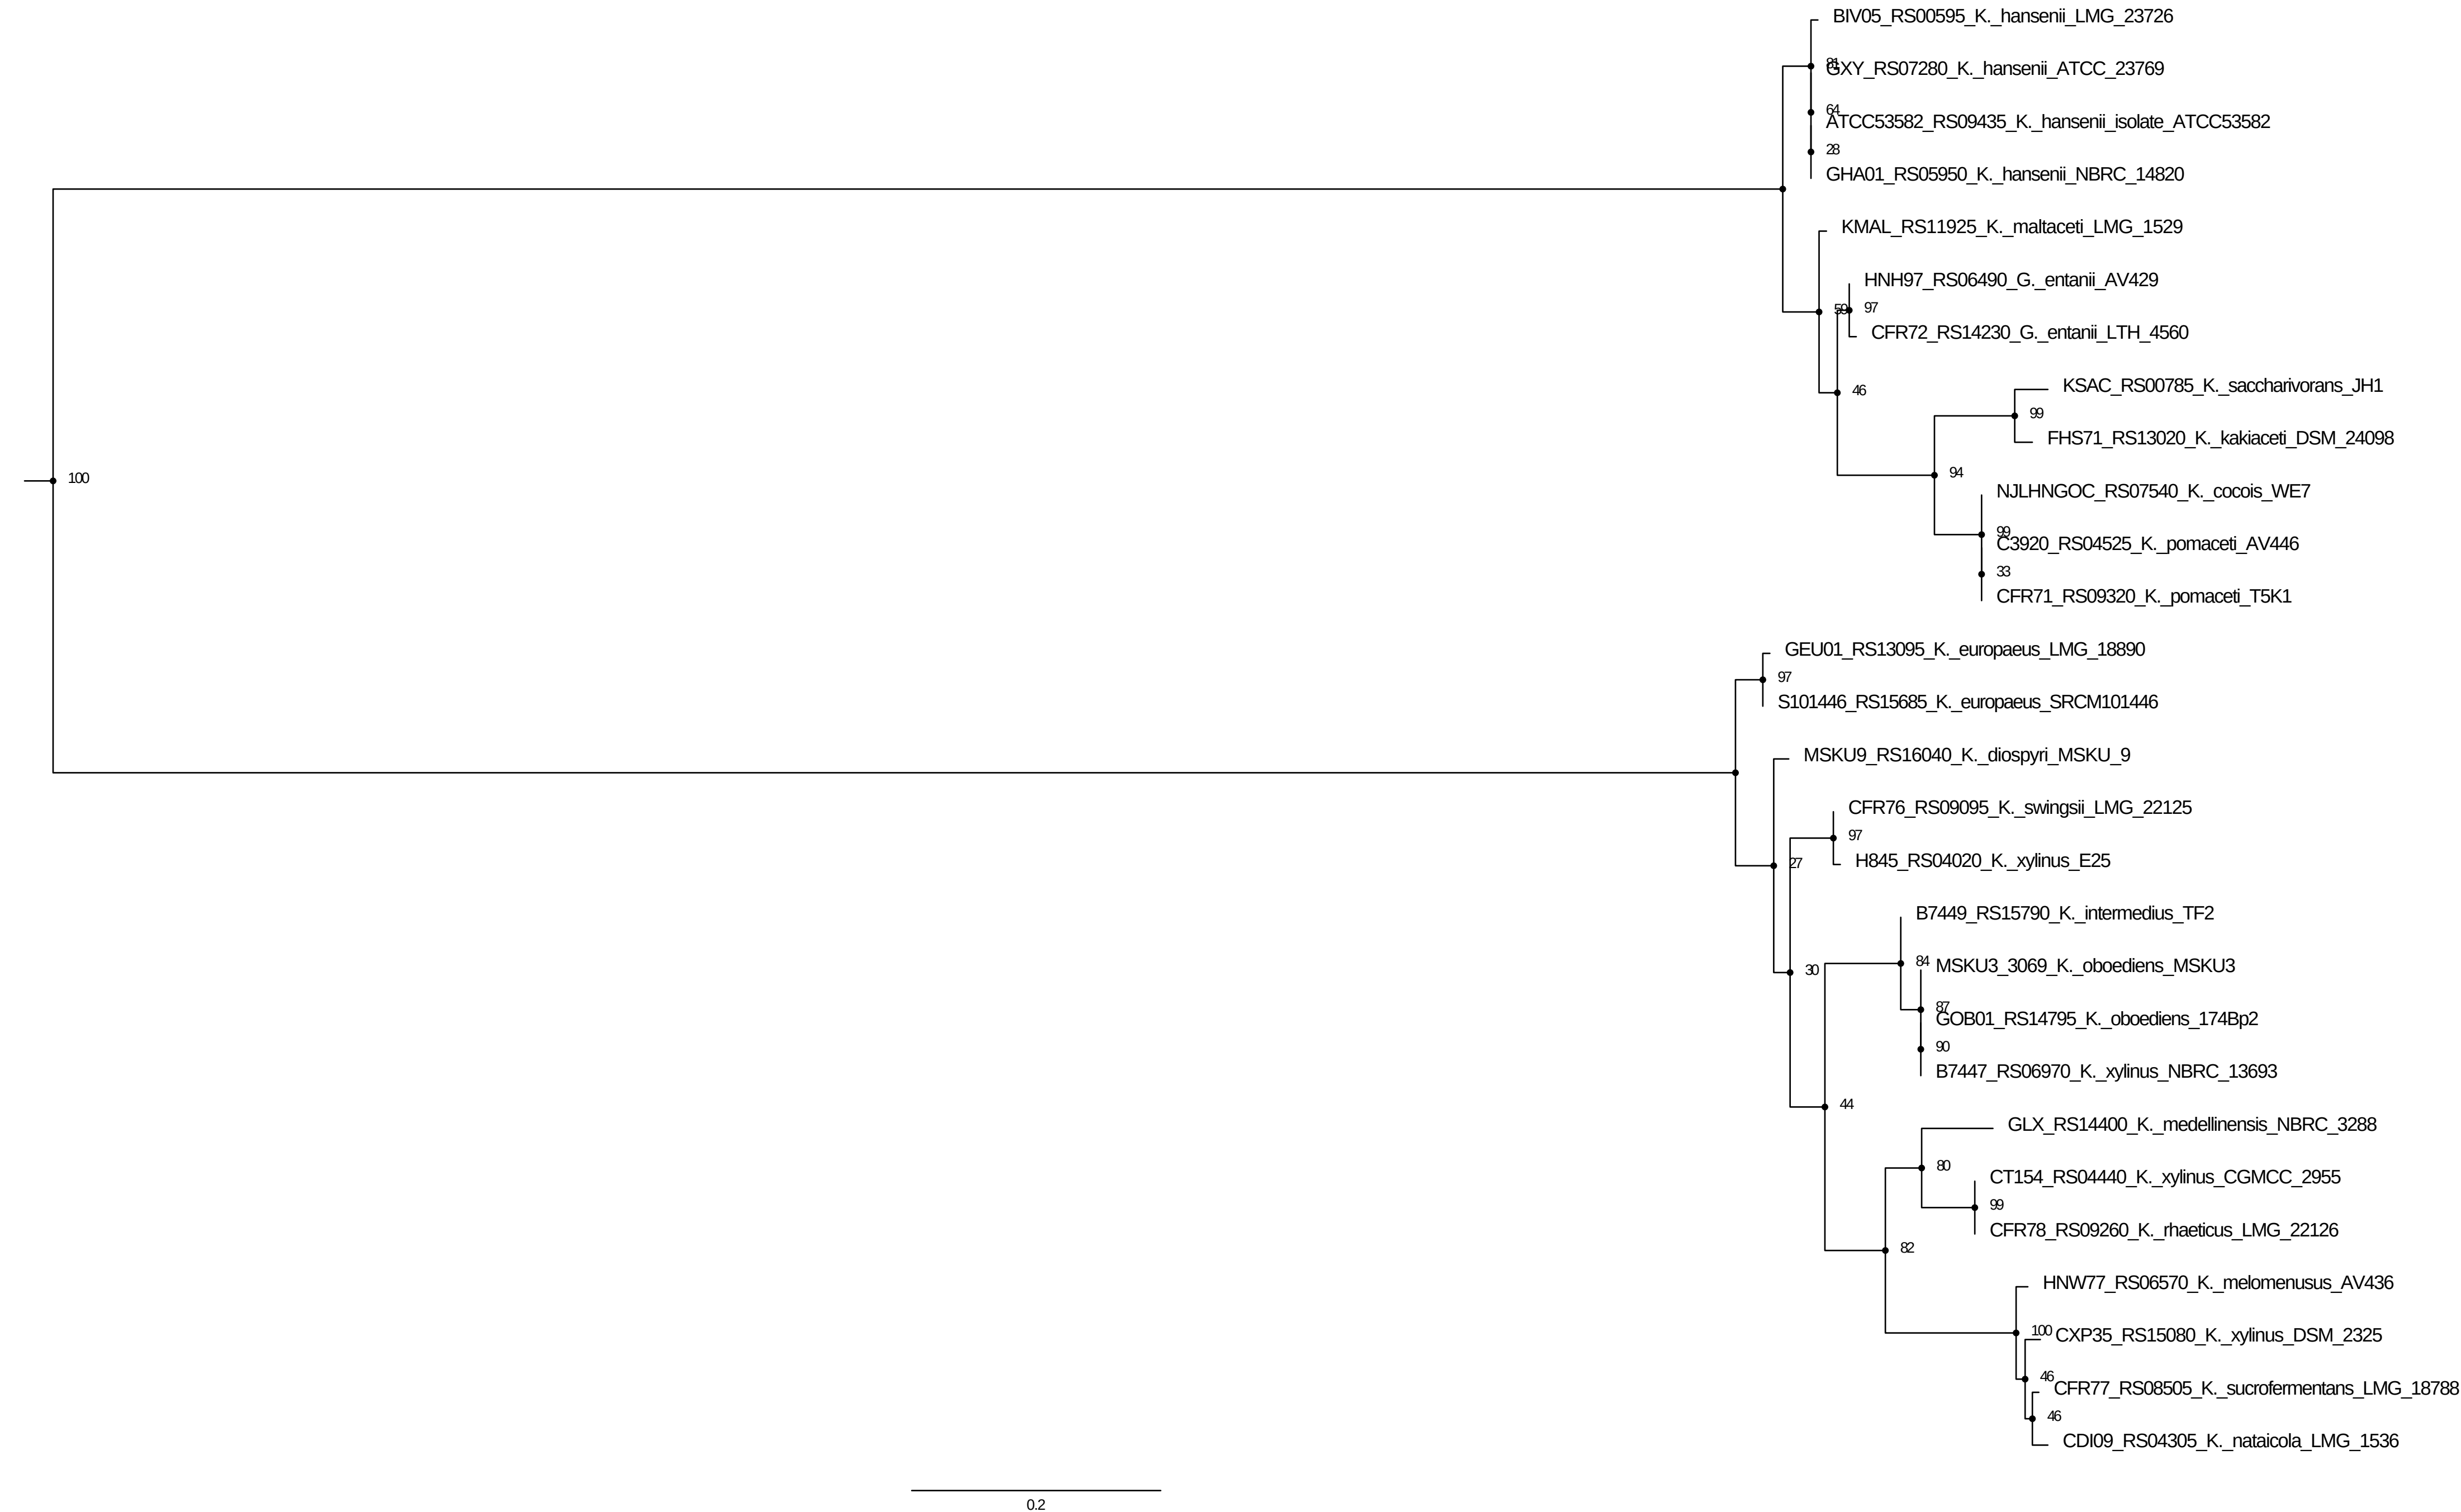 BIV05_RS00595_K._hansenii_LMG_23726
81
GXY_RS07280_K._hansenii_ATCC_23769
64
ATCC53582_RS09435_K._hansenii_isolate_ATCC53582
28
GHA01_RS05950_K._hansenii_NBRC_14820
KMAL_RS11925_K._maltaceti_LMG_1529
HNH97_RS06490_G._entanii_AV429
59 97
CFR72_RS14230_G._entanii_LTH_4560
KSAC_RS00785_K._saccharivorans_JH1
46
99
FHS71_RS13020_K._kakiaceti_DSM_24098
94
100
NJLHNGOC_RS07540_K._cocois_WE7
99
C3920_RS04525_K._pomaceti_AV446
33
CFR71_RS09320_K._pomaceti_T5K1
GEU01_RS13095_K._europaeus_LMG_18890
97
S101446_RS15685_K._europaeus_SRCM101446
MSKU9_RS16040_K._diospyri_MSKU_9
CFR76_RS09095_K._swingsii_LMG_22125
97
H845_RS04020_K._xylinus_E25
27
B7449_RS15790_K._intermedius_TF2
84 MSKU3_3069_K._oboediens_MSKU3
30
87
GOB01_RS14795_K._oboediens_174Bp2
90
B7447_RS06970_K._xylinus_NBRC_13693
44
GLX_RS14400_K._medellinensis_NBRC_3288
80
CT154_RS04440_K._xylinus_CGMCC_2955
99
CFR78_RS09260_K._rhaeticus_LMG_22126
82
HNW77_RS06570_K._melomenusus_AV436
100 CXP35_RS15080_K._xylinus_DSM_2325
46
CFR77_RS08505_K._sucrofermentans_LMG_18788
46
CDI09_RS04305_K._nataicola_LMG_1536
0.2